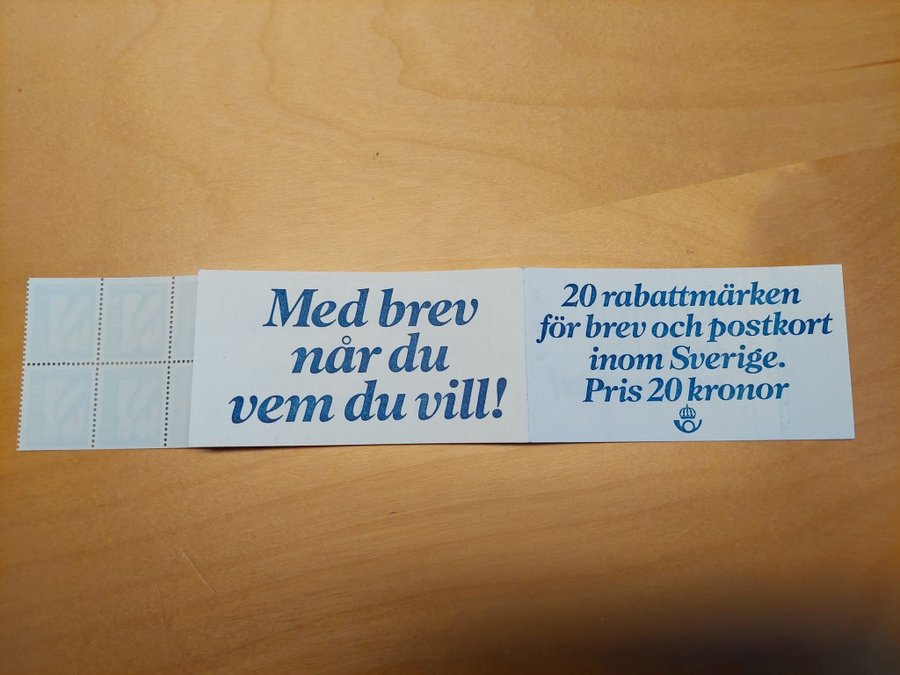 Med brev
når du
vem du vill!
20 rabattmärken
för brev och postkort
inom Sverige.
Pris 20 kronor